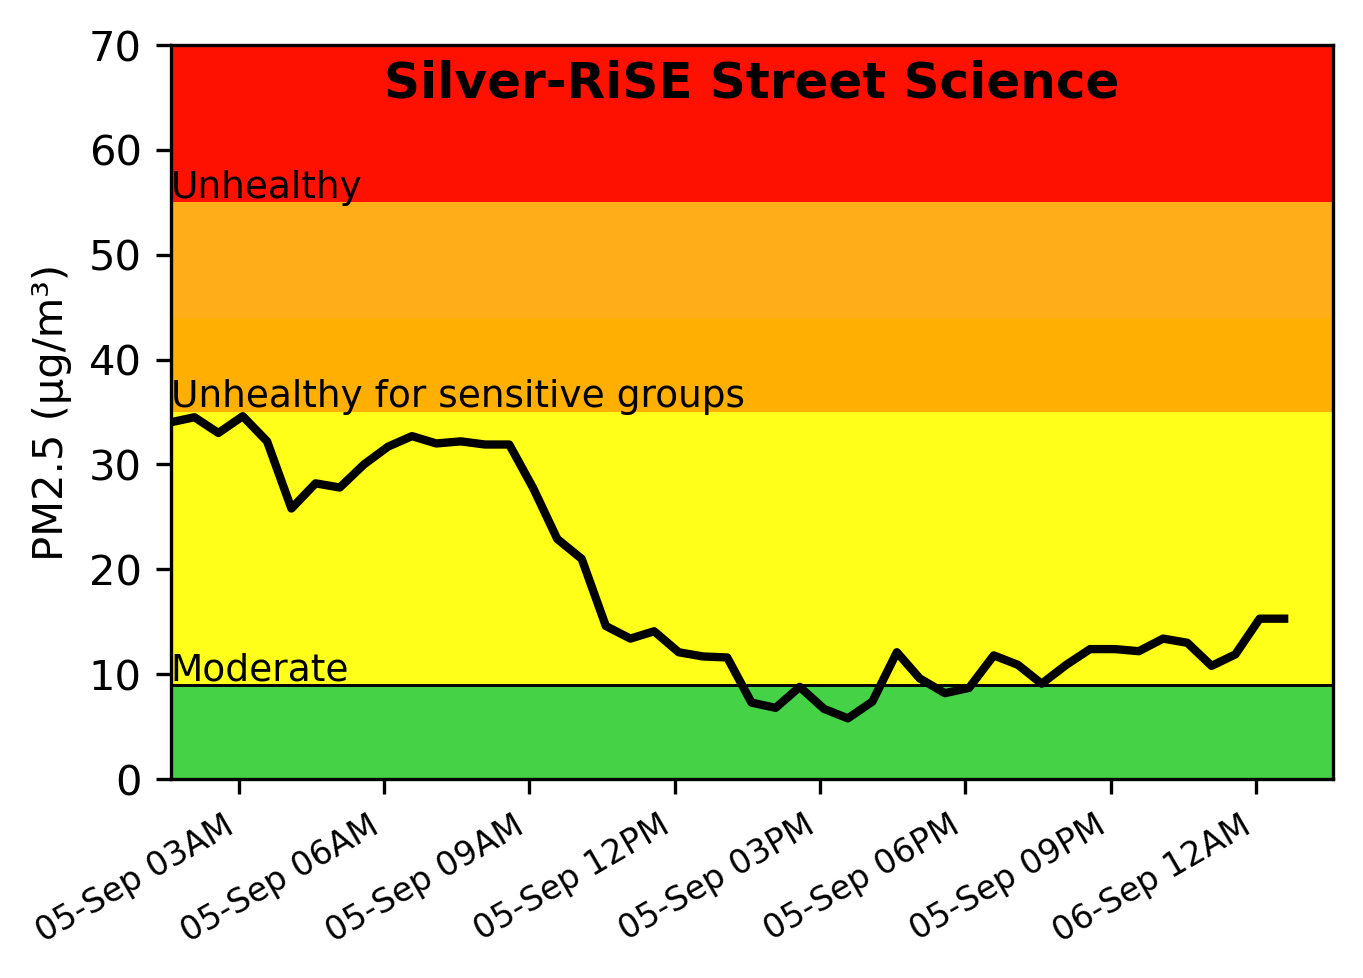 Silver-RiSE Street Science
PM2.5 (µg/m³)
70
60
Unhealthy
50
40
Unhealthy for sensitive groups
30
20
10
Moderate
0
05-Sep 03AM
05-Sep 06AM
05-Sep 09AM
05-Sep 12PM
05-Sep 03PM
05-Sep 06PM
05-Sep 09PM
06-Sep 12AM